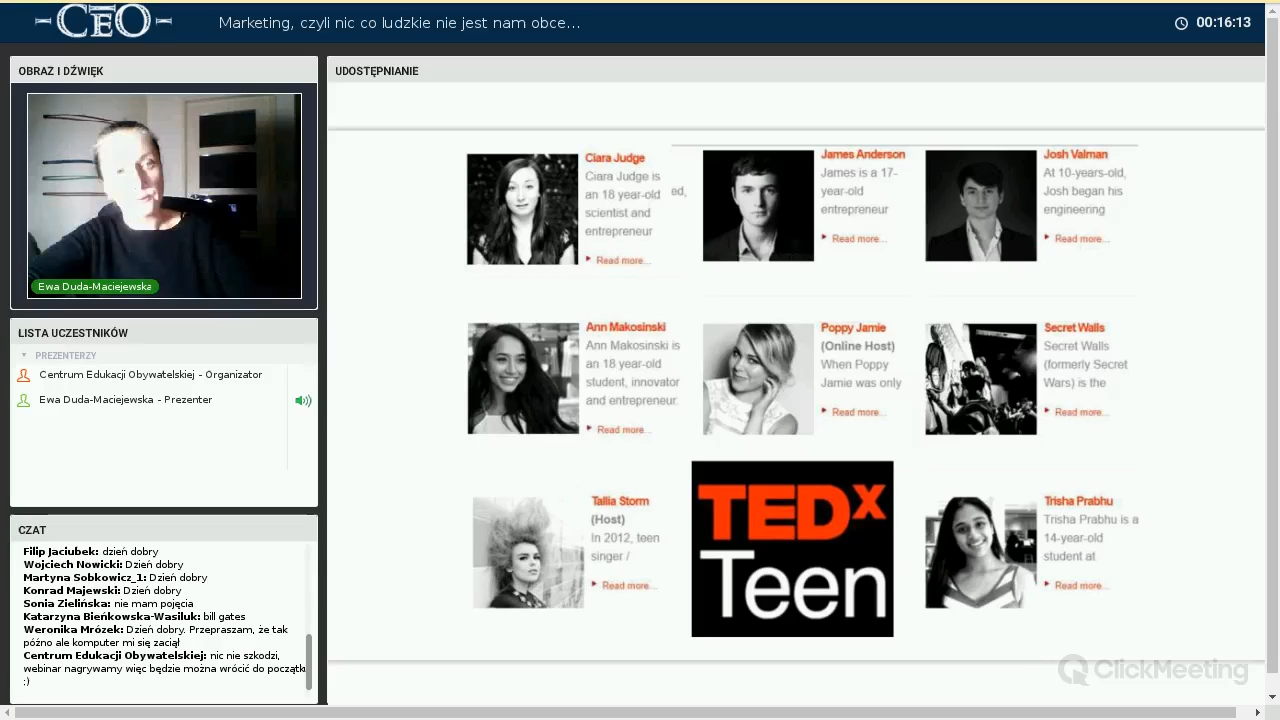 CEO
Marketing, czyli nic co ludzkie nie jest nam obce...
00:16:13
OBRAZ I DŹWIĘK
Ewa Duda-Maciejewska
LISTA UCZESTNIKÓW
PREZENTERZY
Centrum Edukacji Obywatelskiej - Organizator
Ewa Duda-Maciejewska - Prezenter
CZAT
Filip Jaciubek: dzień dobry
Wojciech Nowicki: Dzień dobry
Martyna Sobkowicz_1: Dzień dobry
Konrad Majewski: Dzień dobry
Sonia Zielińska: nie mam pojęcia
Katarzyna Bieńkowska-Wasiluk: bill gates
Weronika Mrózek: Dzień dobry. Przepraszam, że tak
późno ale komputer mi się zaciął
Centrum Edukacji Obywatelskiej: nic nie szkodzi,
webinar nagrywamy więc będzie można wrócić do początku
:)
UDOSTĘPNIANIE
Ciara Judge
Ciara Judge is
an 18 year-old
scientist and
entrepreneur
Read more...
ed,
James Anderson
James is a 17-
year-old
entrepreneur
Read more...
Josh Valman
At 10-years-old,
Josh began his
engineering
Read more...
Ann Makosinski
Ann Makosinski is
an 18 year-old
student, innovator
and entrepreneur.
Read more...
Poppy Jamie
(Online Host)
When Poppy
Jamie was only
Read more...
Secret Walls
Secret Walls
(formerly Secret
Wars) is the
Read more...
Tallia Storm
(Host)
In 2012, teen
singer /
Read more...
TEDx
Teen
Trisha Prabhu
Trisha Prabhu is a
14-year-old
student at
Read more...
ClickMeeting